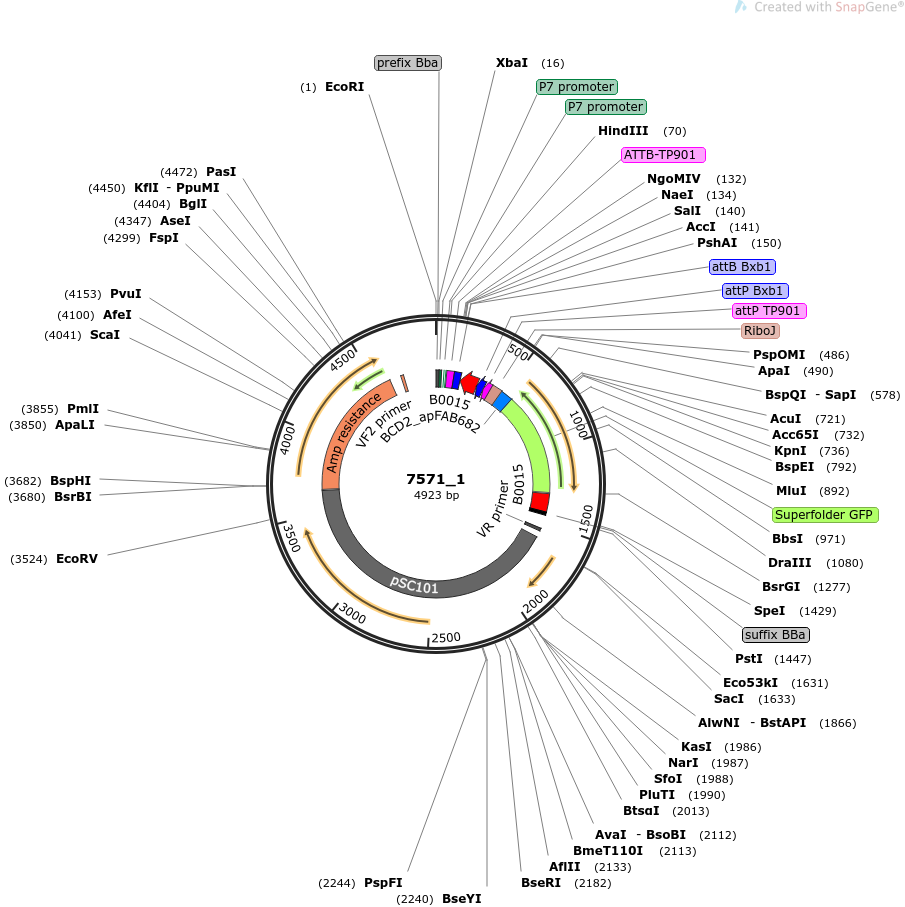 Created with SnapGene®
prefix Bba
(1) EcoRI
XbaI (16)
P7 promoter
P7 promoter
HindIII (70)
ATTB-TP901
NgoMIV (132)
NaeI (134)
SalI (140)
AccI (141)
PshAI (150)
attB Bxb1
attP Bxb1
attP TP901
RiboJ
PspOMI (486)
ApaI (490)
BspQI - SapI (578)
AcuI (721)
Acc65I (732)
KpnI (736)
BspEI (792)
MluI (892)
Superfolder GFP
BbsI (971)
DraIII (1080)
BsrGI (1277)
SpeI (1429)
suffix BBa
PstI (1447)
Eco53kI (1631)
SacI (1633)
AlwNI - BstAPI (1866)
KasI (1986)
NarI (1987)
SfoI (1988)
PluTI (1990)
BtsαI (2013)
AvaI - BsoBI (2112)
BmeT110I (2113)
AflII (2133)
BseRI (2182)
(2240) BseYI
(2244) PspFI
(3524) EcoRV
(3680) BsrBI
(3682) BspHI
(3850) ApaLI
(3855) PmlI
(4041) ScaI
(4100) AfeI
(4153) PvuI
(4299) FspI
(4347) AseI
(4404) BglI
(4450) KflI - PpuMI
(4472) PasI
500
1000
1500
2000
2500
3000
3500
4000
4500
B0015
BCD2_apFAB682
VF2 primer
Amp resistance
B0015
VR primer
pSC101
7571_1
4923 bp